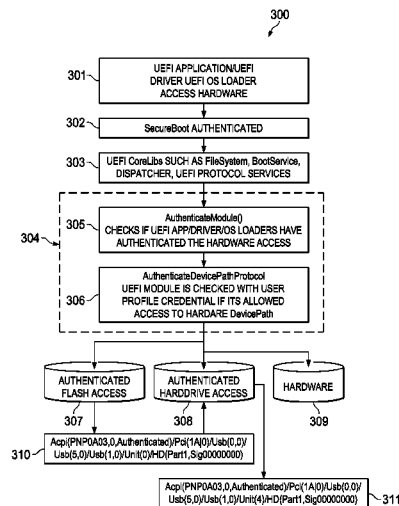 300
301
UEFI APPLICATION/UEFI
DRIVER UEFI OS LOADER
ACCESS HARDWARE
302
SecureBoot AUTHENTICATED
303
UEFI CoreLibs SUCH AS FileSystem, BootService,
DISPATCHER, UEFI PROTOCOL SERVICES
304
305
AuthenticateModule()
CHECKS IF UEFI APP/DRIVER/OS LOADERS HAVE
AUTHENTICATED THE HARDWARE ACCESS
306
AuthenticateDevicePathProtocol
UEFI MODULE IS CHECKED WITH USER
PROFILE CREDENTIAL IF ITS ALLOWED
ACCESS TO HARDARE DevicePath
AUTHENTICATED
FLASH ACCESS
307
AUTHENTICATED
HARDDRIVE ACCESS
308
HARDWARE
309
310
Acpi(PNP0A03,0,Authenticated)/Pci(1A|0)/Usb(0,0)/
Usb(5,0)/Usb(1,0)/Unit(0)/HD(Part1,Sig00000000)
Acpi(PNP0A03,0,Authenticated)/Pci(1A|0)/Usb(0,0)/
Usb(5,0)/Usb(1,0)/Unit(4)/HD(Part1,Sig00000000)
311